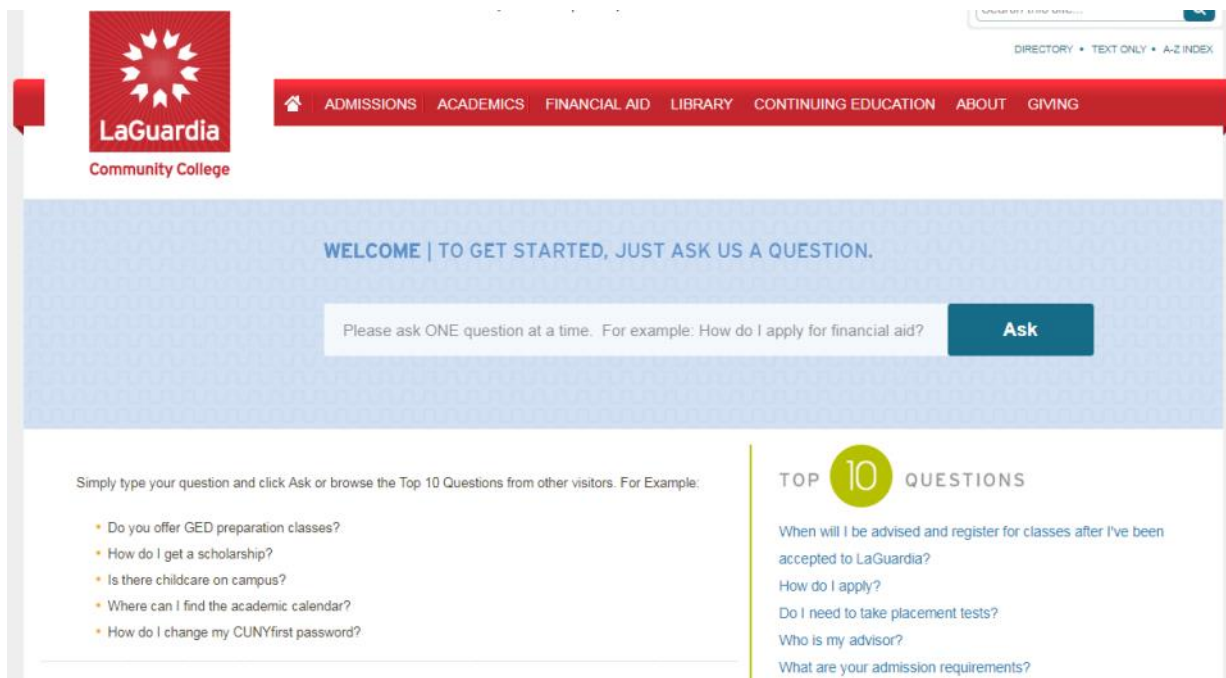 Search this site...
DIRECTORY • TEXT ONLY • A-Z INDEX
LaGuardia
Community College
ADMISSIONS ACADEMICS FINANCIAL AID LIBRARY CONTINUING EDUCATION ABOUT GIVING
WELCOME | TO GET STARTED, JUST ASK US A QUESTION.
Please ask ONE question at a time. For example: How do I apply for financial aid?
Ask
Simply type your question and click Ask or browse the Top 10 Questions from other visitors. For Example:
• Do you offer GED preparation classes?
• How do I get a scholarship?
• Is there childcare on campus?
• Where can I find the academic calendar?
• How do I change my CUNYfirst password?
TOP 10 QUESTIONS
When will I be advised and register for classes after I've been
accepted to LaGuardia?
How do I apply?
Do I need to take placement tests?
Who is my advisor?
What are your admission requirements?